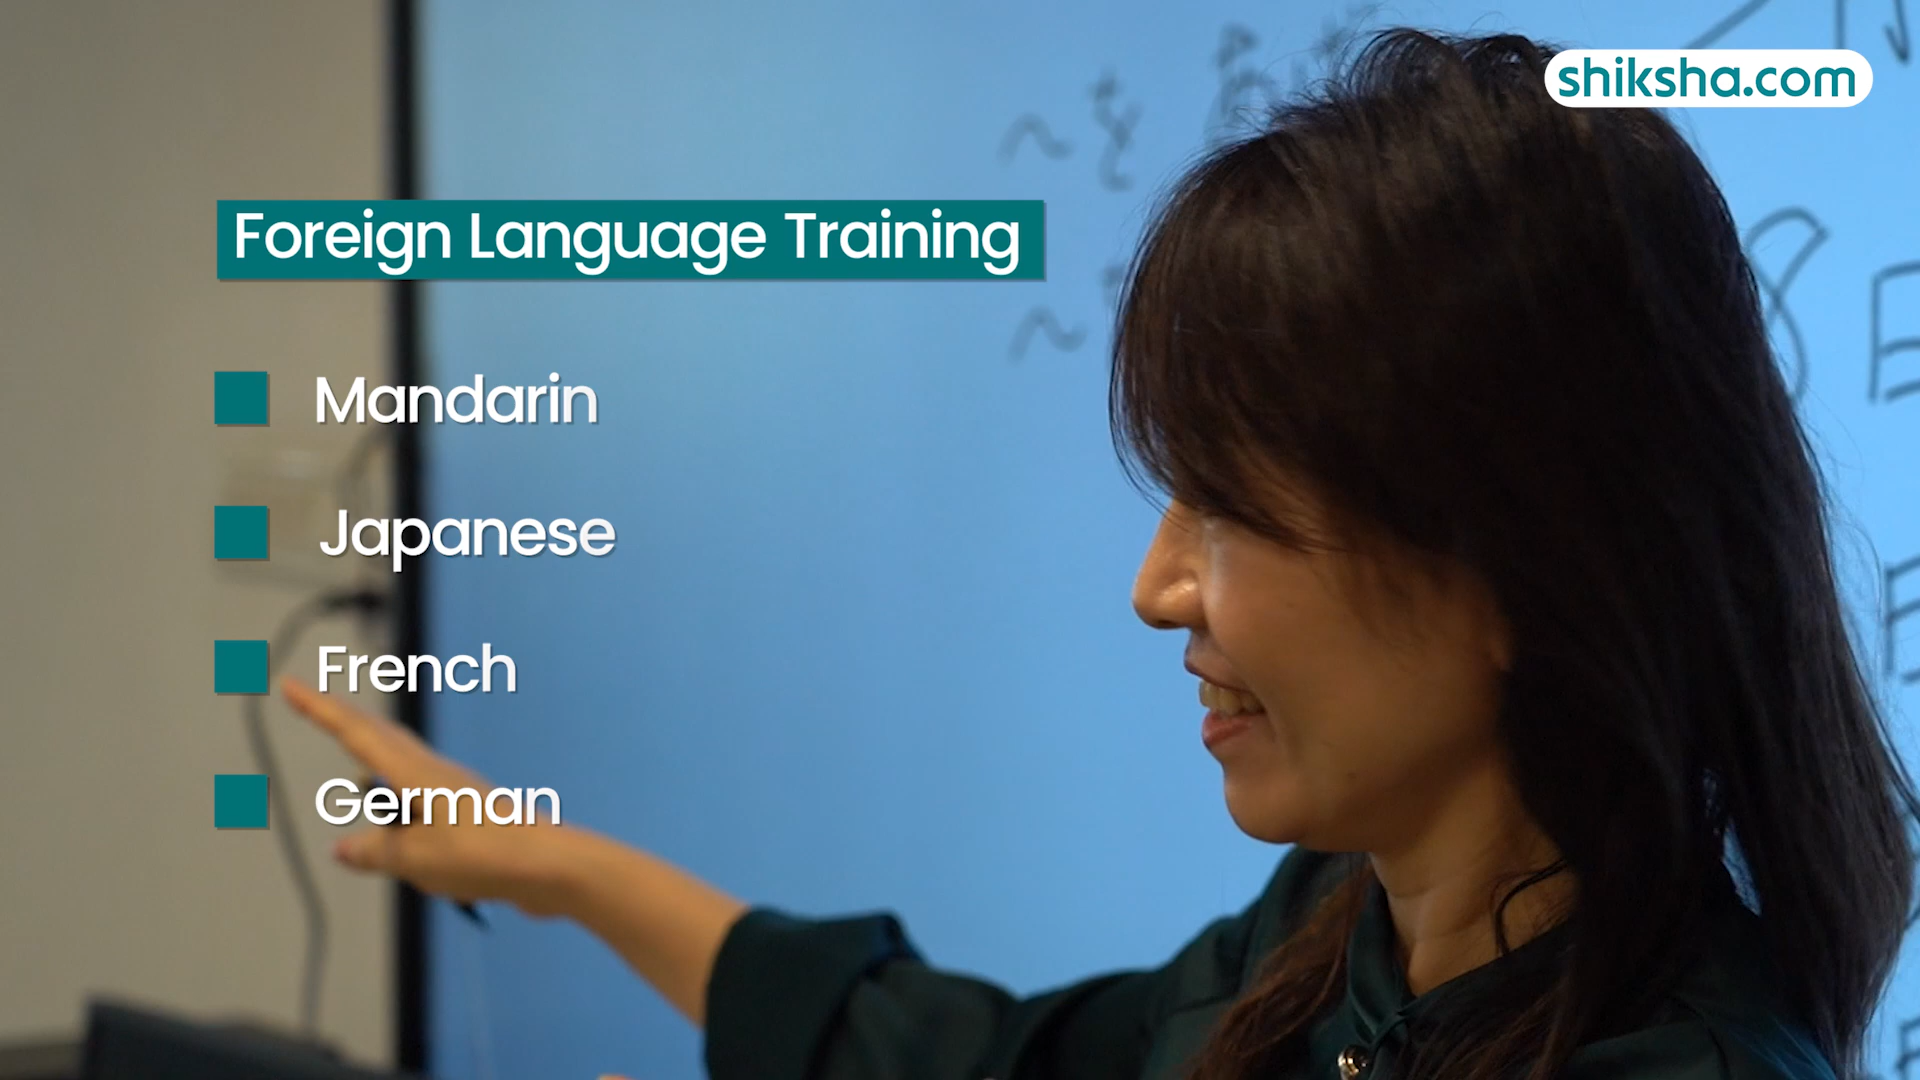 shiksha.com
Foreign Language Training
Mandarin
Japanese
French
German